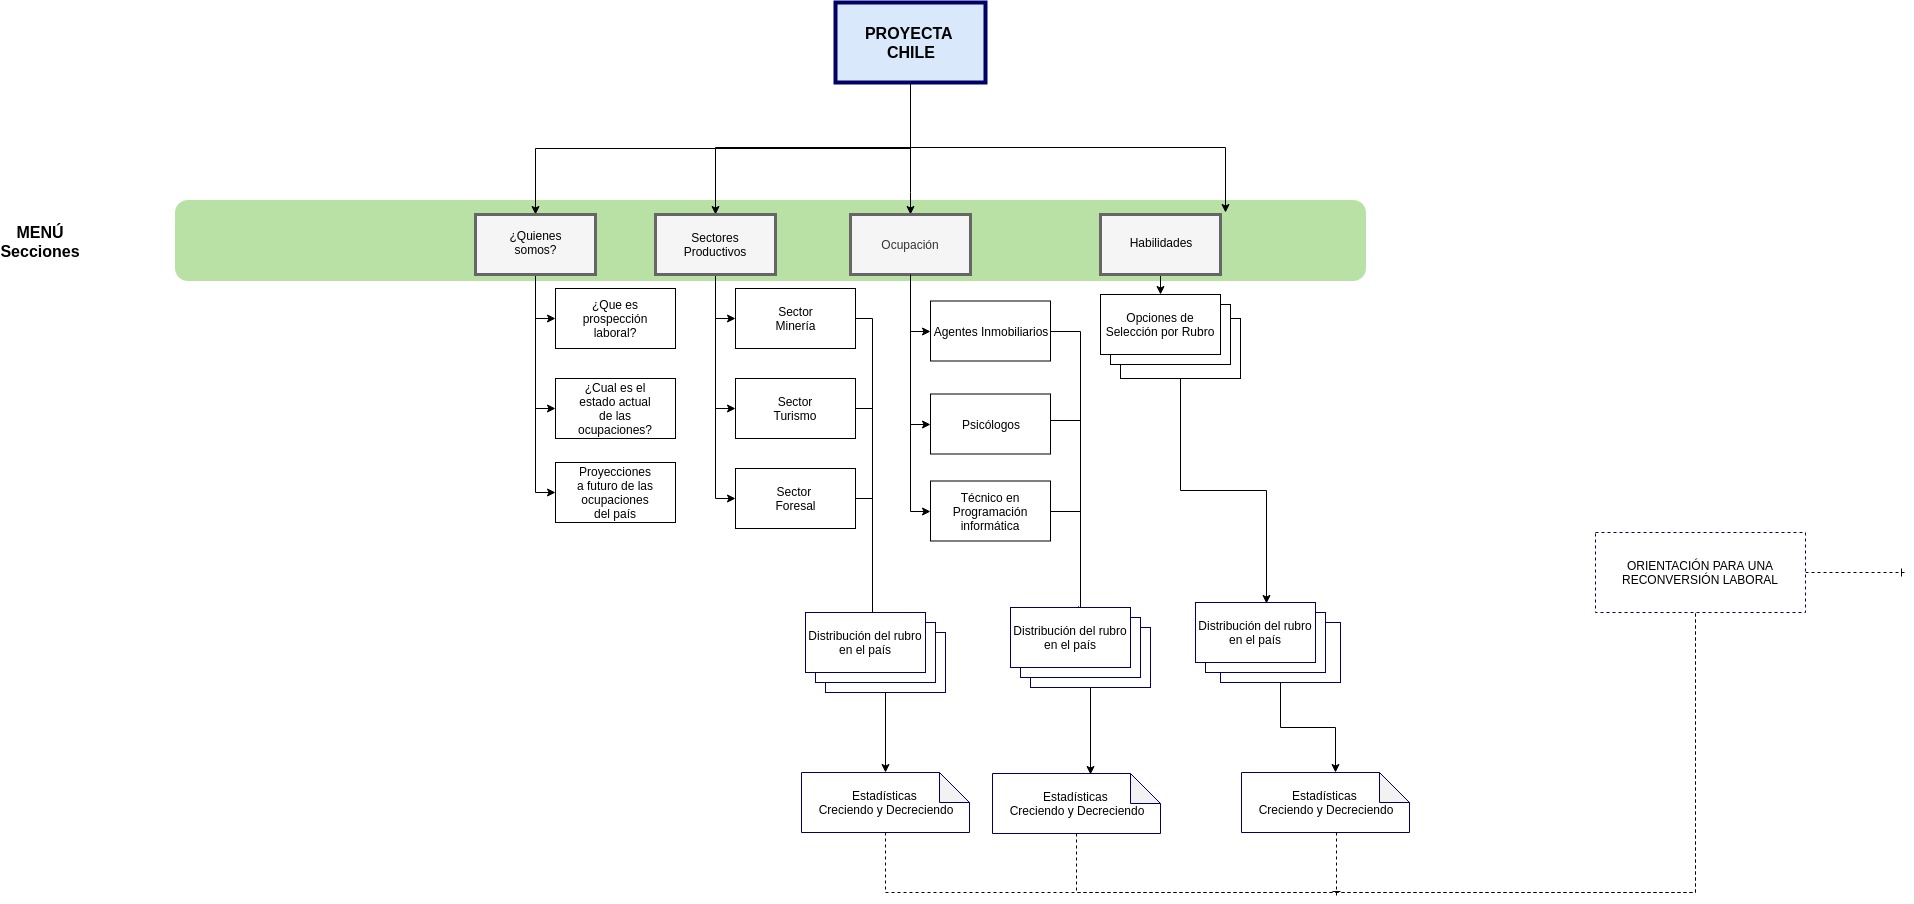 PROYECTA
CHILE
MENÚ
Secciones
¿Quienes
somos?
Sectores
Productivos
Ocupación
Habilidades
¿Que es
prospección
laboral?
Sector
Minería
Agentes Inmobiliarios
Opciones de
Selección por Rubro
¿Cual es el
estado actual
de las
ocupaciones?
Sector
Turismo
Psicólogos
Proyecciones
a futuro de las
ocupaciones
del país
Sector
Foresal
Técnico en
Programación
informática
ORIENTACIÓN PARA UNA
RECONVERSIÓN LABORAL
Distribución del rubro
en el país
Distribución del rubro
en el país
Distribución del rubro
en el país
Estadísticas
Creciendo y Decreciendo
Estadísticas
Creciendo y Decreciendo
Estadísticas
Creciendo y Decreciendo